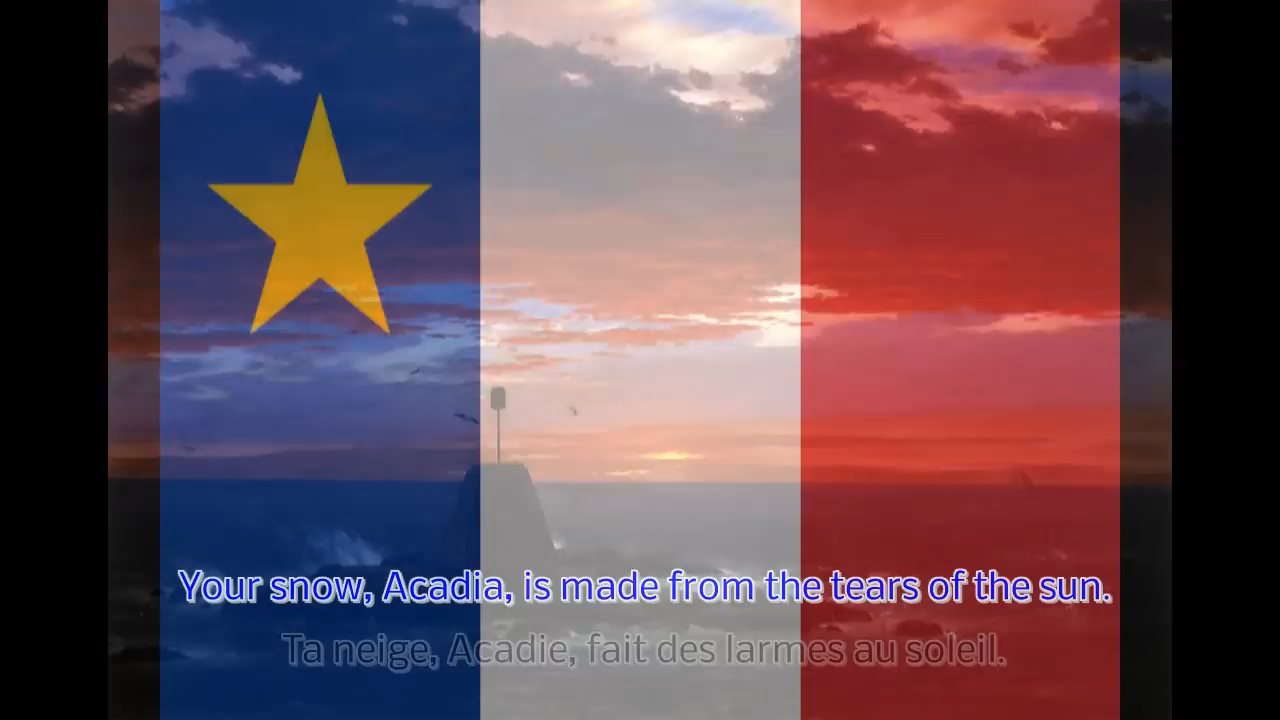 Your snow, Acadia, is made from the tears of the sun.
Ta neige, Acadie, fait des larmes au soleil.